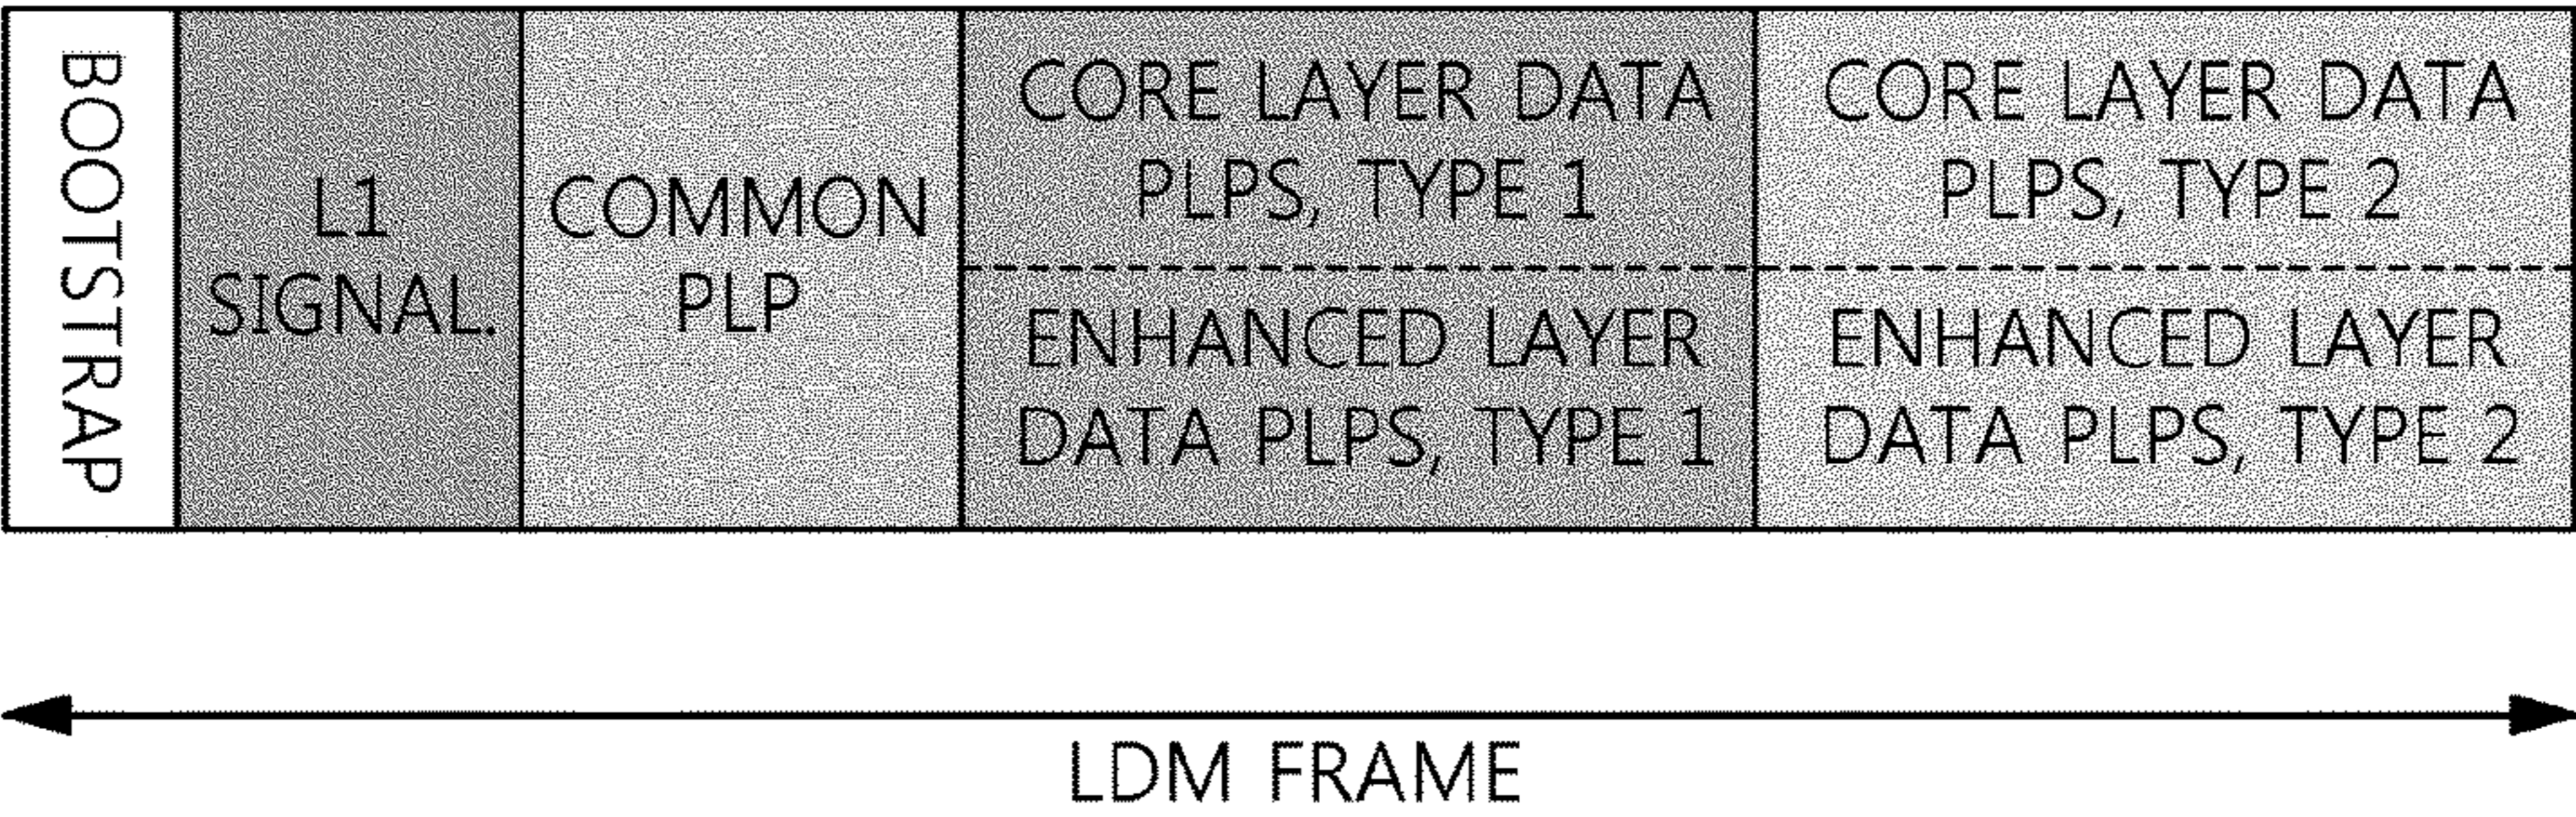 BOOTSTRAP
L1
SIGNAL.
COMMON
PLP
CORE LAYER DATA
PLPS, TYPE 1
ENHANCED LAYER
DATA PLPS, TYPE 1
CORE LAYER DATA
PLPS, TYPE 2
ENHANCED LAYER
DATA PLPS, TYPE 2
LDM FRAME